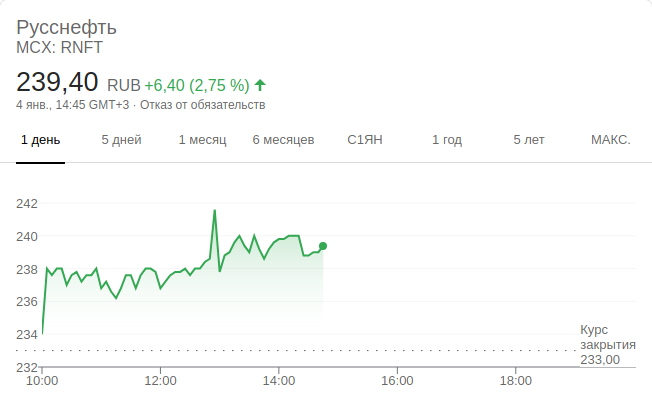 Русснефть
MCX: RNFT
239,40 RUB +6,40 (2,75 %)
4 янв., 14:45 GMT+3 · Отказ от обязательств
1 день 5 дней 1 месяц 6 месяцев С1ЯН 1 год 5 лет МАКС.
242
240
238
236
234
Курс
закрытия
233,00
232
10:00 12:00 14:00 16:00 18:00